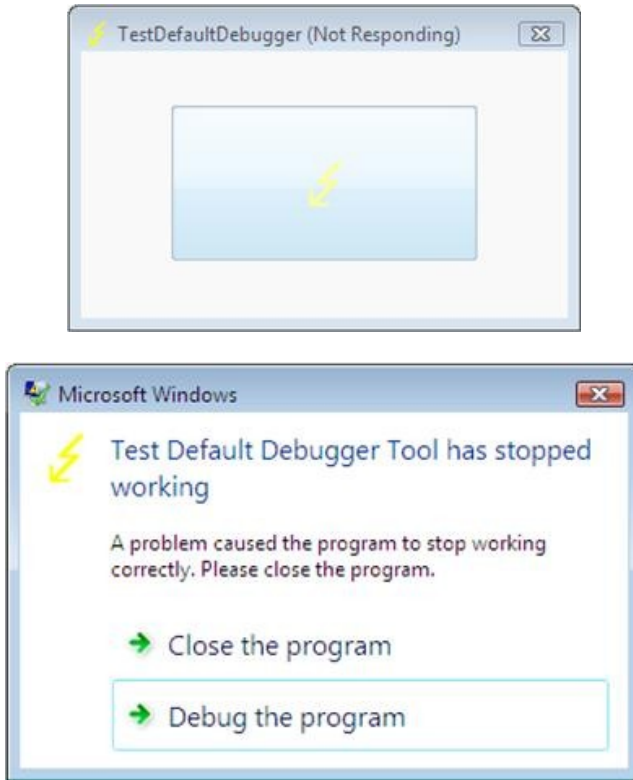 TestDefaultDebugger (Not Responding)
Microsoft Windows
Test Default Debugger Tool has stopped
working
A problem caused the program to stop working
correctly. Please close the program.
Close the program
Debug the program